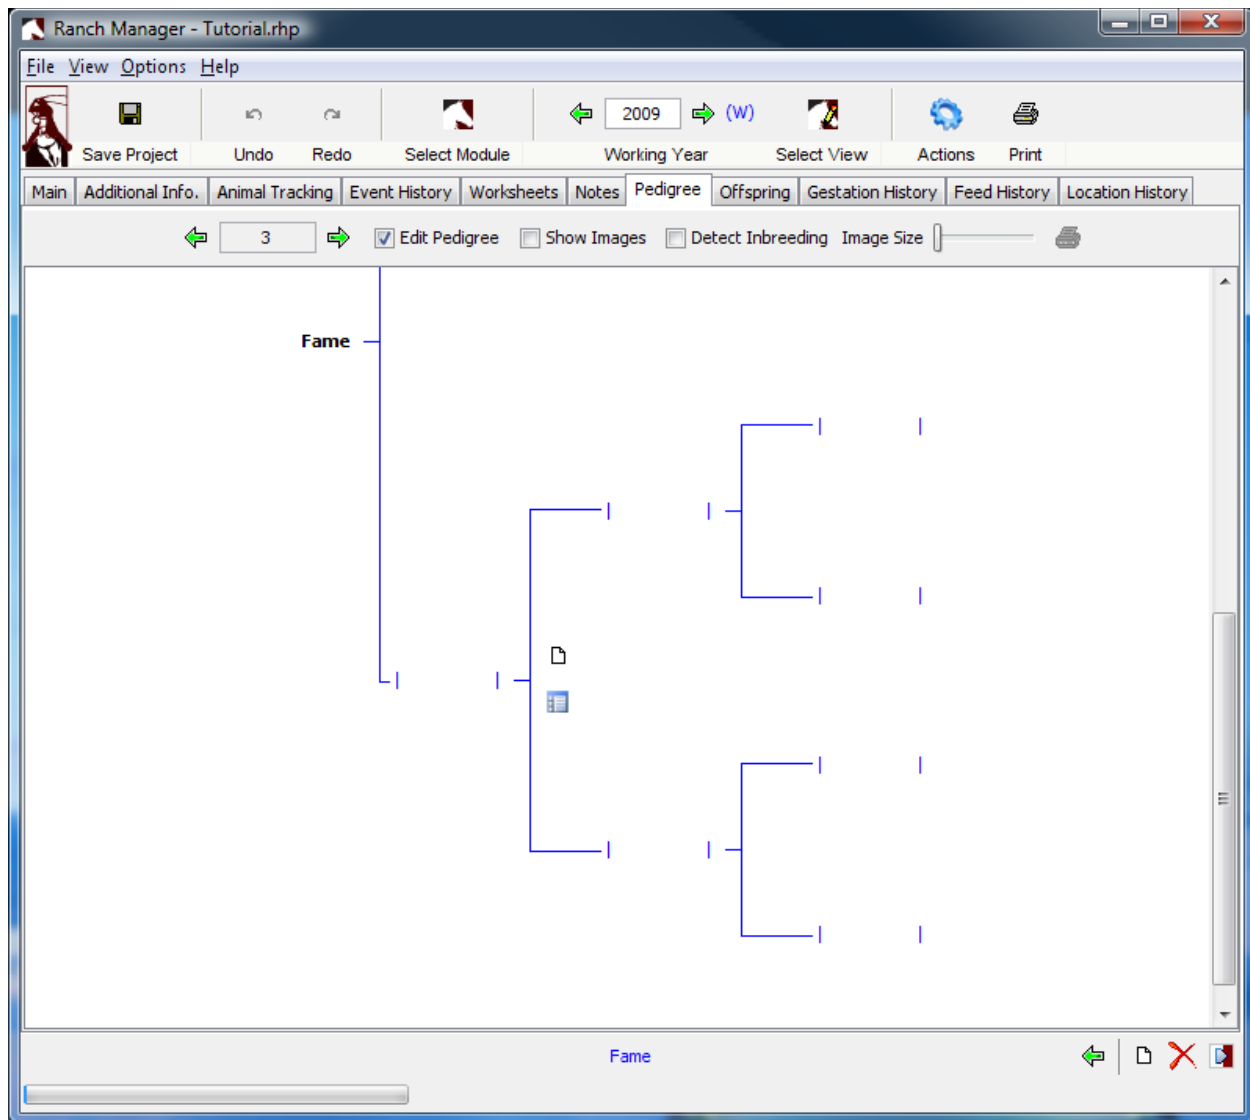 Ranch Manager - Tutorial.rhp
File View Options Help
2009 (W)
Save Project Undo Redo Select Module Working Year Select View Actions Print
Main Additional Info. Animal Tracking Event History Worksheets Notes Pedigree Offspring Gestation History Feed History Location History
3 Edit Pedigree Show Images Detect Inbreeding Image Size
Fame
Fame